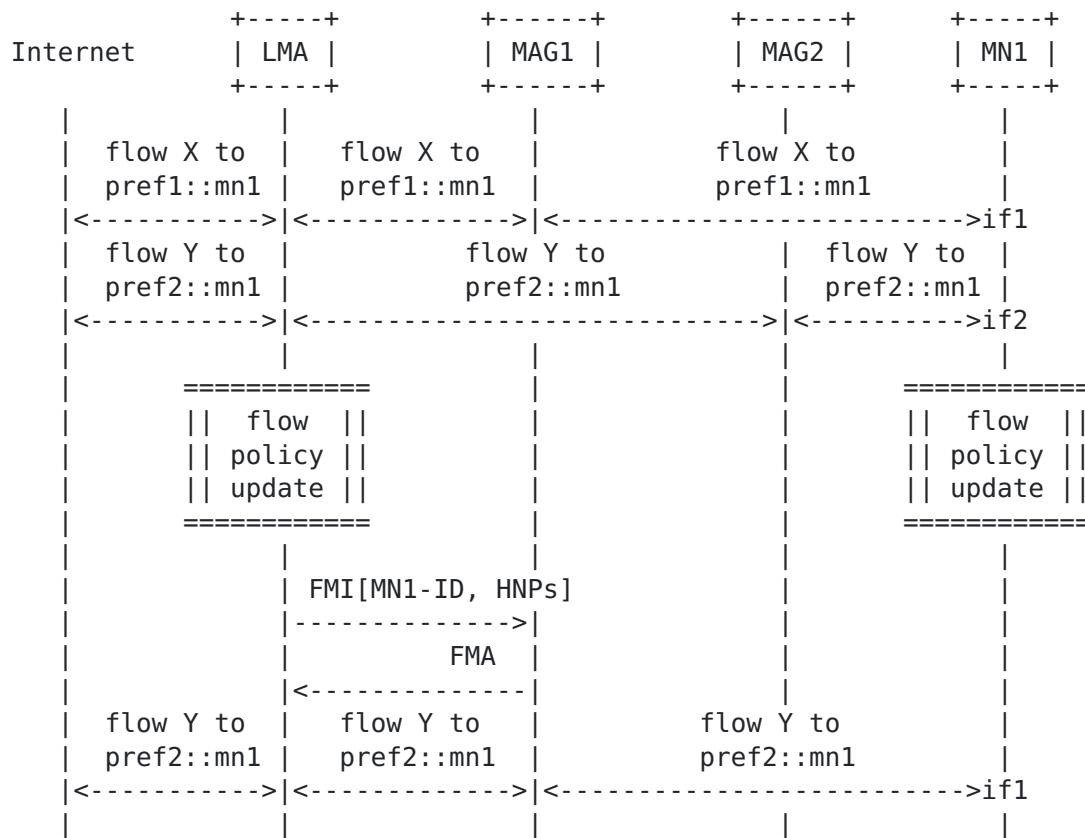 +-----+         +------+        +------+      +-----+
Internet      | LMA |         | MAG1 |        | MAG2 |      | MN1 |
              +-----+         +------+        +------+      +-----+
   |             |               |               |             |
   |  flow X to  |   flow X to   |           flow X to         |
   |  pref1::mn1 |   pref1::mn1  |           pref1::mn1        |
   |<----------->|<------------->|<--------------------------->if1
   |  flow Y to  |           flow Y to           |  flow Y to  |
   |  pref2::mn1 |           pref2::mn1          |  pref2::mn1 |
   |<----------->|<----------------------------->|<---------->if2
   |             |               |               |             |
   |       ============          |               |       ============
   |       ||  flow  ||          |               |       ||  flow  ||
   |       || policy ||          |               |       || policy ||
   |       || update ||          |               |       || update ||
   |       ============          |               |       ============
   |             |               |               |             |
   |             | FMI[MN1-ID, HNPs]             |             |
   |             |-------------->|               |             |
   |             |          FMA  |               |             |
   |             |<--------------|               |             |
   |  flow Y to  |   flow Y to   |          flow Y to          |
   |  pref2::mn1 |   pref2::mn1  |          pref2::mn1         |
   |<----------->|<------------->|<--------------------------->if1
   |             |               |               |             |